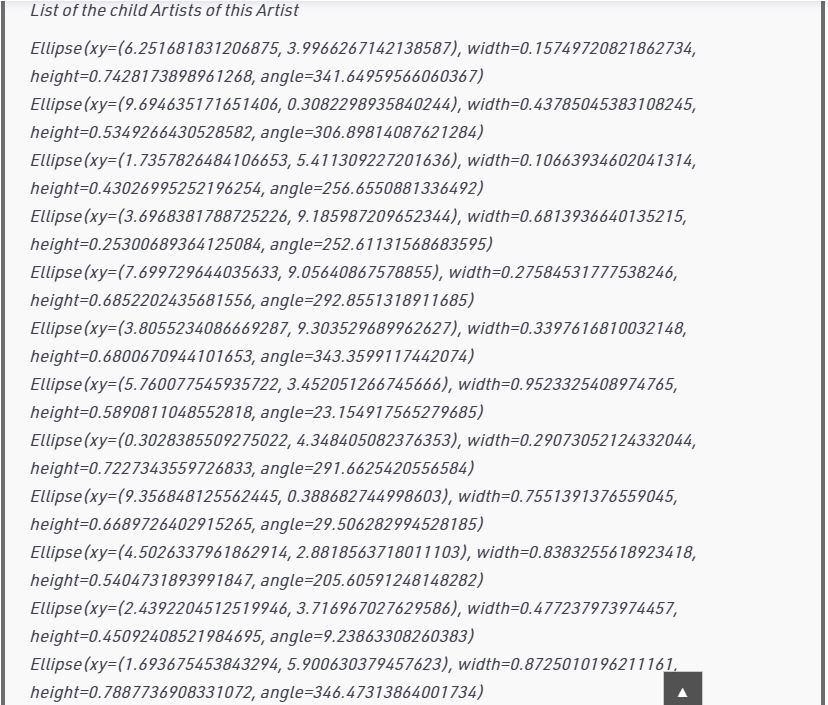 List of the child Artists of this Artist
Ellipse(xy=(6.251681831206875, 3.9966267142138587), width=0.15749720821862734,
height=0.7428173898961268, angle=341.64959566060367)
Ellipse(xy=(9.694635171651406, 0.3082298935840244), width=0.43785045383108245,
height=0.5349266430528582, angle=306.89814087621284)
Ellipse(xy=(1.7357826484106653, 5.411309227201636), width=0.10663934602041314,
height=0.43026995252196254, angle=256.6550881336492)
Ellipse(xy=(3.6968381788725226, 9.185987209652344), width=0.6813936640135215,
height=0.25300689364125084, angle=252.61131568683595)
Ellipse(xy=(7.699729644035633, 9.05640867578855), width=0.27584531777538246,
height=0.6852202435681556, angle=292.8551318911685)
Ellipse(xy=(3.8055234086669287, 9.303529689962627), width=0.3397616810032148,
height=0.6800670944101653, angle=343.3599117442074)
Ellipse(xy=(5.760077545935722, 3.452051266745666), width=0.9523325408974765,
height=0.5890811048552818, angle=23.154917565279685)
Ellipse(xy=(0.3028385509275022, 4.348405082376353), width=0.29073052124332044,
height=0.7227343559726833, angle=291.6625420556584)
Ellipse(xy=(9.356848125562445, 0.388682744998603), width=0.7551391376559045,
height=0.6689726402915265, angle=29.506282994528185)
Ellipse(xy=(4.5026337961862914, 2.8818563718011103), width=0.8383255618923418,
height=0.5404731893991847, angle=205.60591248148282)
Ellipse(xy=(2.4392204512519946, 3.716967027629586), width=0.477237973974457,
height=0.45092408521984695, angle=9.23863308260383)
Ellipse(xy=(1.693675453843294, 5.900630379457623), width=0.8725010196211161,
height=0.7887736908331072, angle=346.47313864001734)